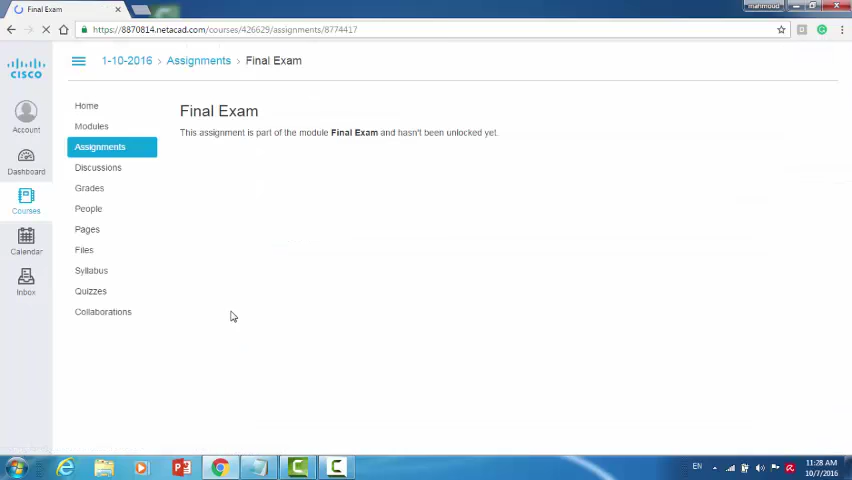 Final Exam
mahmoud
https://8870814.netacad.com/courses/426629/assignments/8774417
CISCO
1-10-2016 > Assignments > Final Exam
Account
Dashboard
Courses
Calendar
Inbox
Home
Modules
Assignments
Discussions
Grades
People
Pages
Files
Syllabus
Quizzes
Collaborations
Final Exam
This assignment is part of the module Final Exam and hasn't been unlocked yet.
EN
11:28 AM
10/7/2016